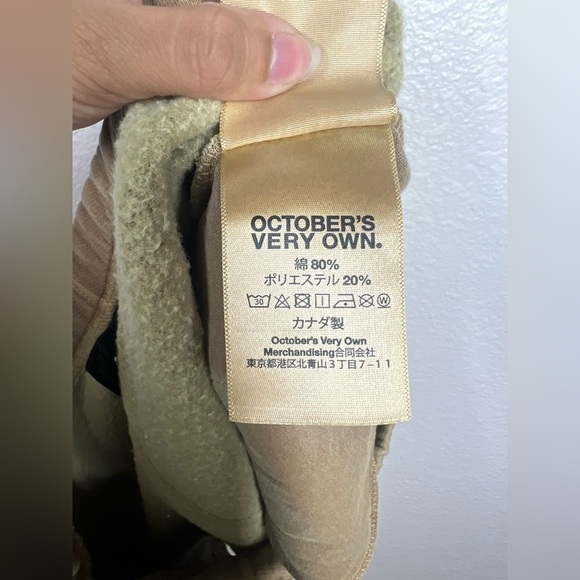 OCTOBER'S
VERY OWN.
綿 80%
ポリエステル 20%
30 W
カナダ製
October's Very Own
Merchandising合同会社
東京都港区北青山3丁目7−11